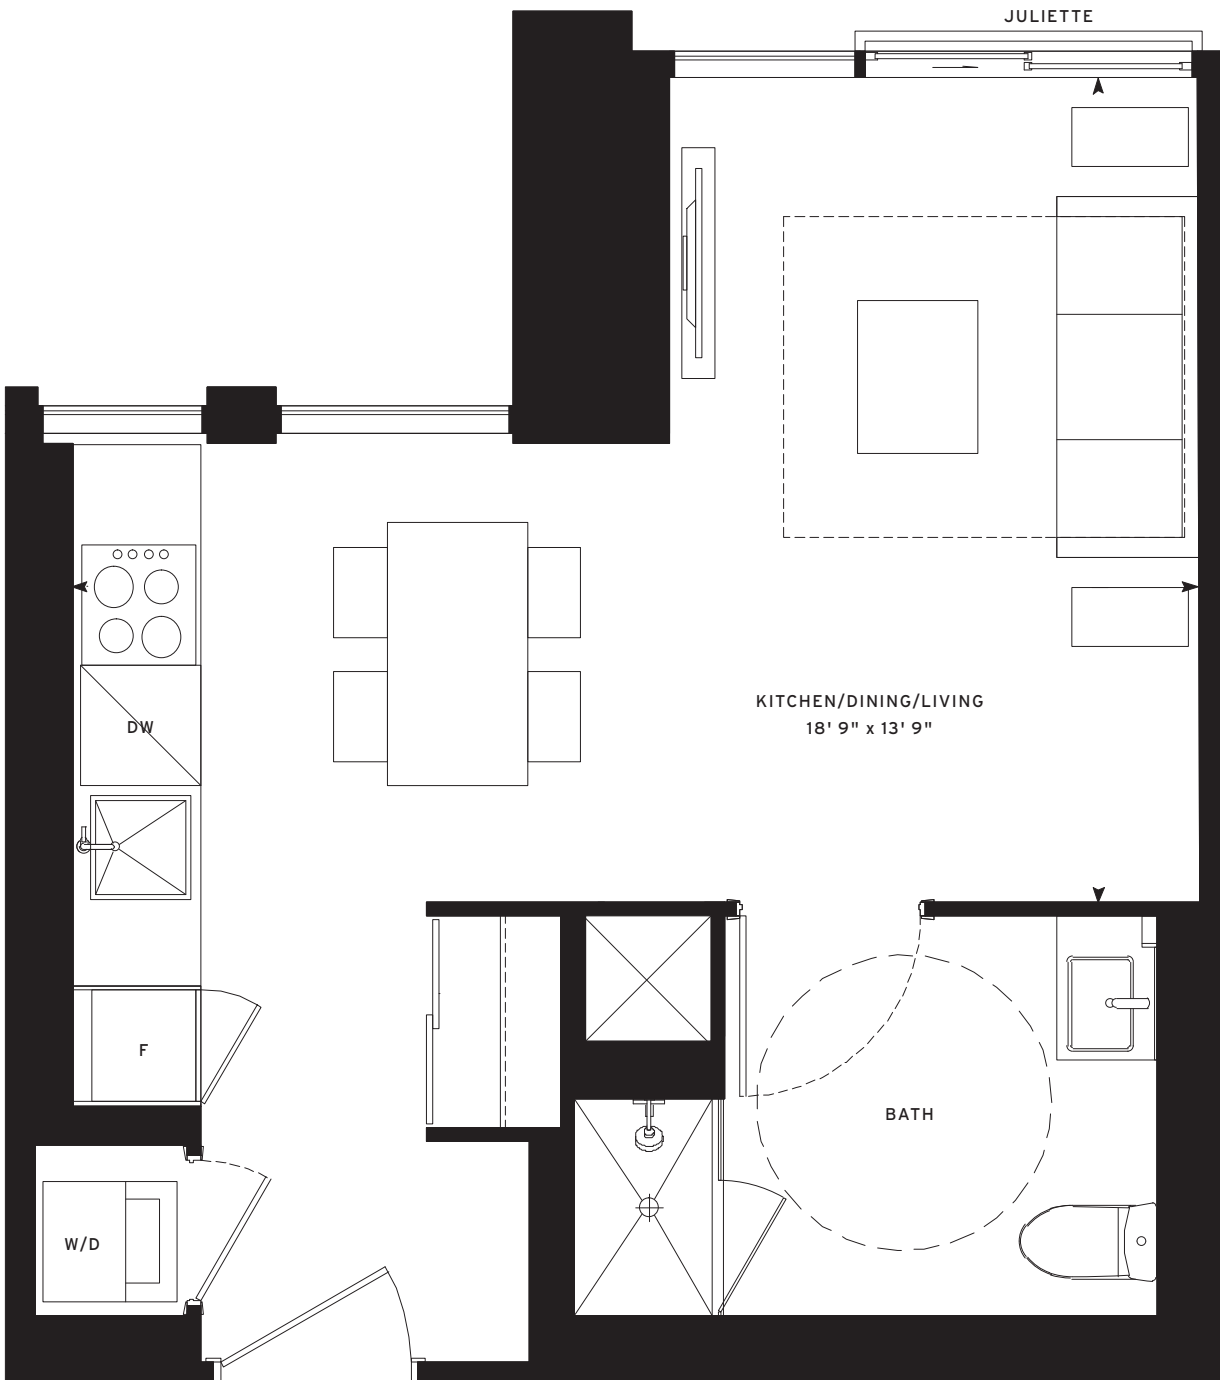 JULIETTE
DW
KITCHEN/DINING/LIVING
18' 9" x 13' 9"
F
BATH
W/D